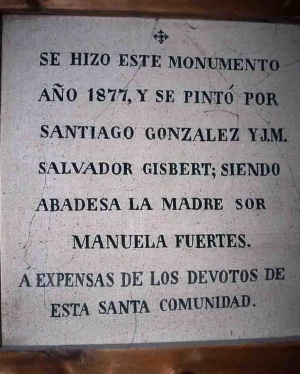 SE HIZO ESTE MONUMENTO
AÑO 1877, Y SE PINTÓ POR
SANTIAGO GONZALEZ Y J.M.
SALVADOR GISBERT; SIENDO
ABADESA LA MADRE SOR
MANUELA FUERTES.
A EXPENSAS DE LOS DEVOTOS DE
ESTA SANTA COMUNIDAD.